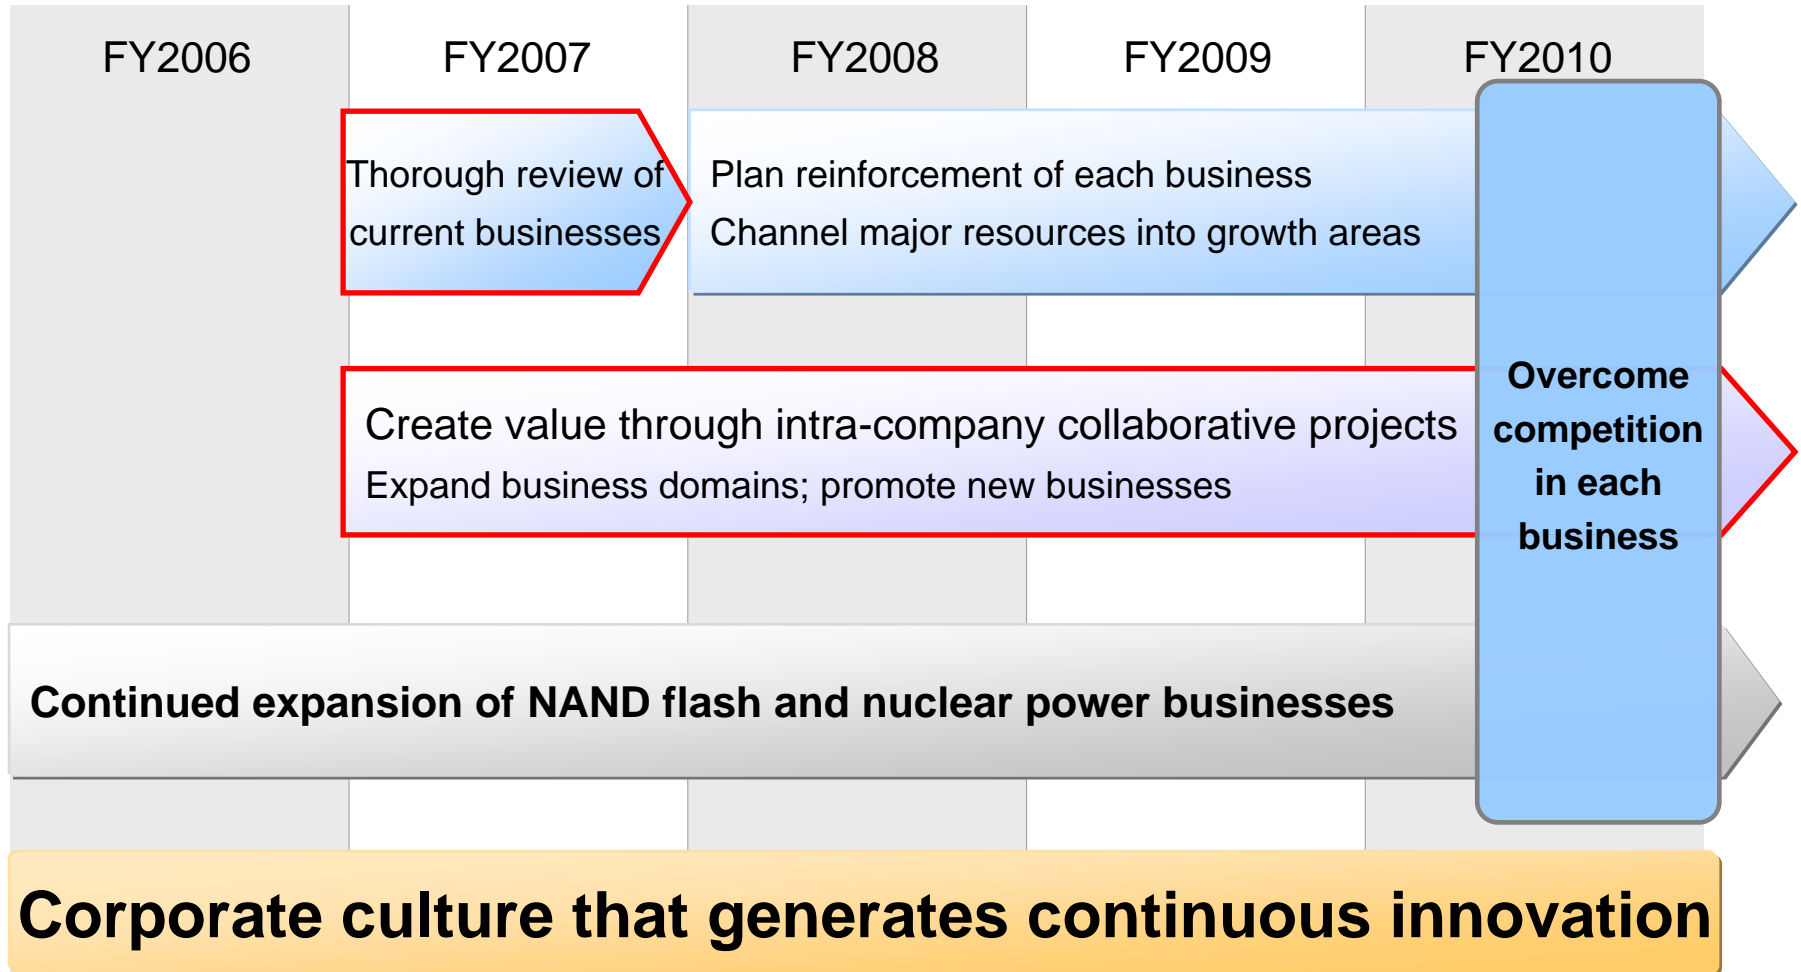 FY2006
FY2007
FY2008
FY2009
FY2010
Thorough review of
current businesses
Plan reinforcement of each business
Channel major resources into growth areas
Create value through intra-company collaborative projects
Expand business domains; promote new businesses
Overcome
competition
in each
business
Continued expansion of NAND flash and nuclear power businesses
Corporate culture that generates continuous innovation